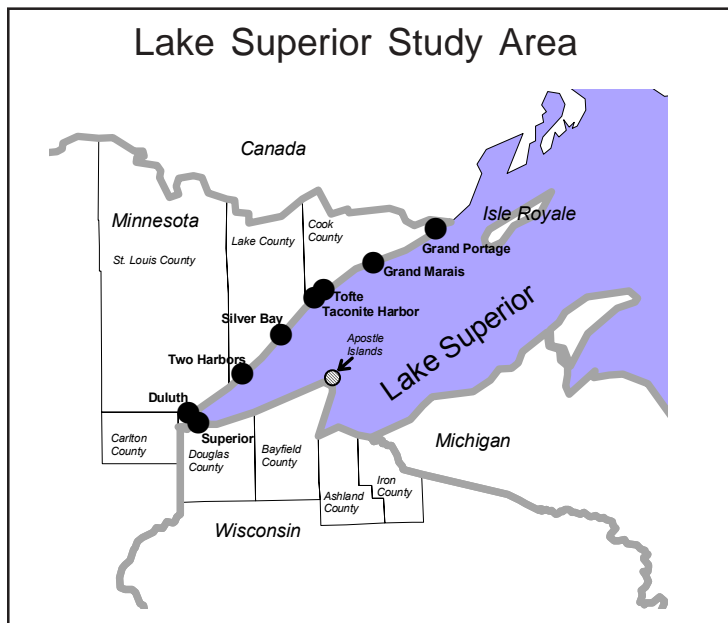 Lake Superior Study Area
Canada
Isle Royale
Minnesota
Lake County
Cook
County
St. Louis County
Grand Portage
Grand Marais
Tofte
Taconite Harbor
Silver Bay
Apostle
Islands
Lake Superior
Two Harbors
Duluth
Superior
Carlton
County
Douglas
County
Bayfield
County
Ashland
County
Iron
County
Michigan
Wisconsin